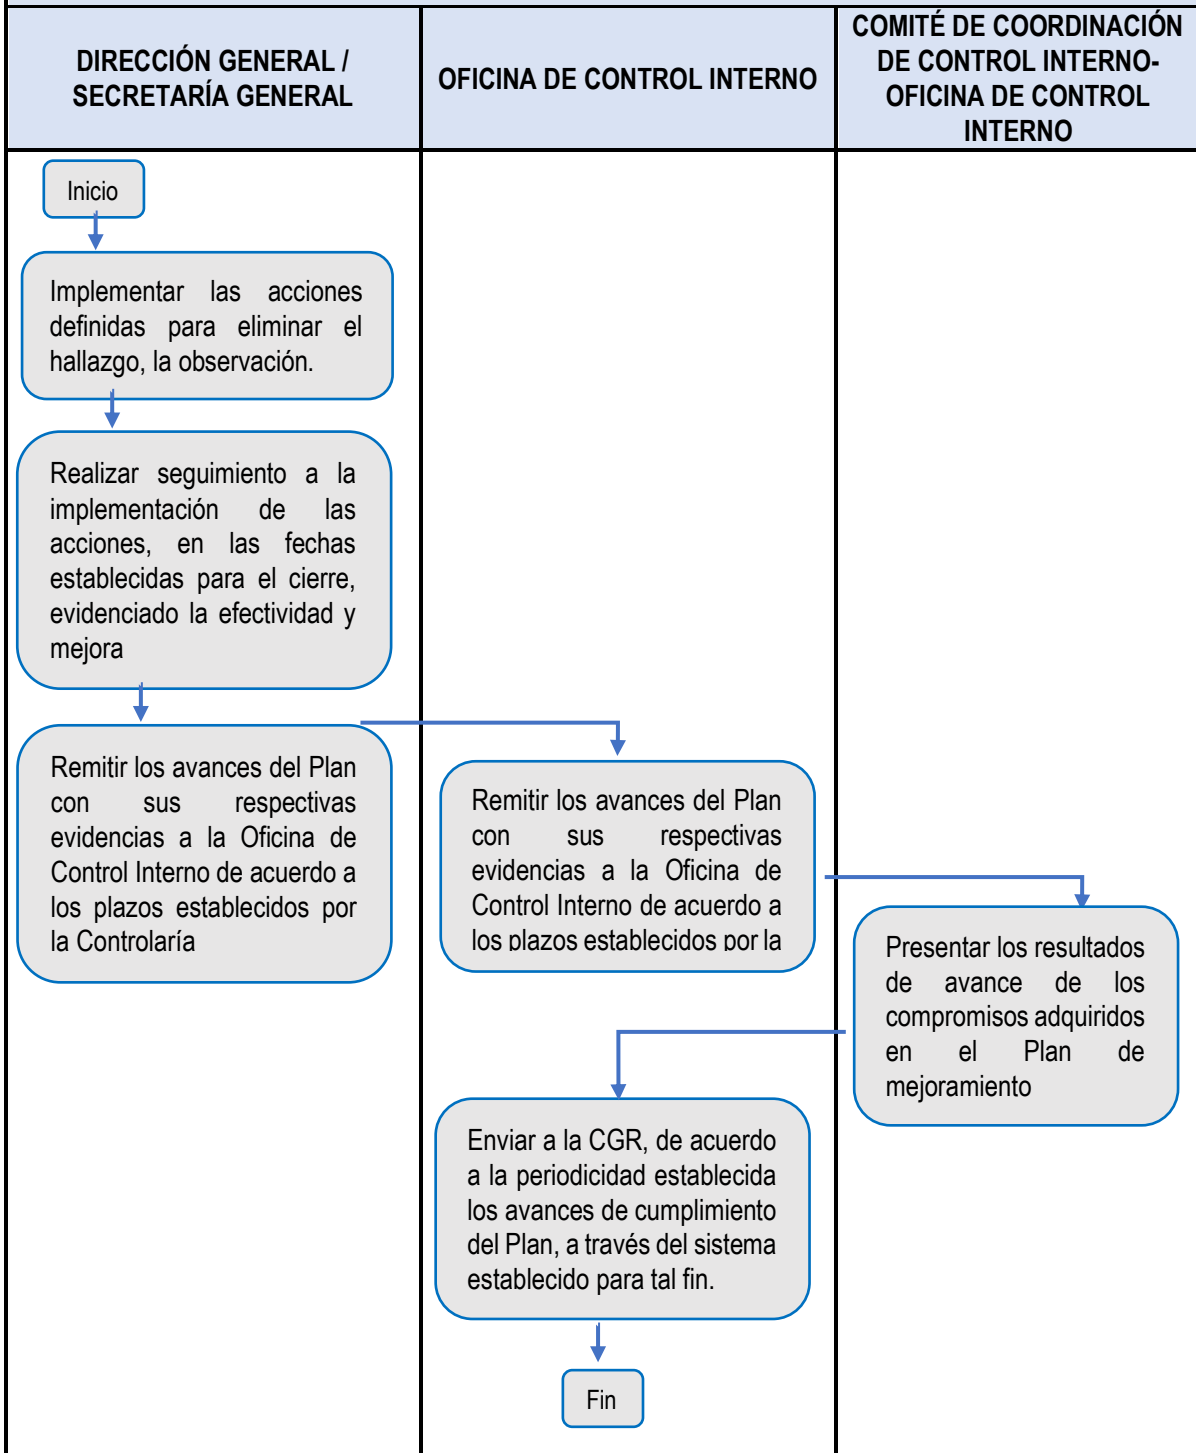 DIRECCIÓN GENERAL /
SECRETARÍA GENERAL
OFICINA DE CONTROL INTERNO
COMITÉ DE COORDINACIÓN
DE CONTROL INTERNO-
OFICINA DE CONTROL
INTERNO
Inicio
Implementar las acciones
definidas para eliminar el
hallazgo, la observación.
Realizar seguimiento a la
implementación de las
acciones, en las fechas
establecidas para el cierre,
evidenciado la efectividad y
mejora
Remitir los avances del Plan
con sus respectivas
evidencias a la Oficina de
Control Interno de acuerdo a
los plazos establecidos por
la Controlaría
Remitir los avances del Plan
con sus respectivas
evidencias a la Oficina de
Control Interno de acuerdo a
los plazos establecidos por la
Presentar los resultados
de avance de los
compromisos adquiridos
en el Plan de
mejoramiento
Enviar a la CGR, de acuerdo
a la periodicidad establecida
los avances de cumplimiento
del Plan, a través del sistema
establecido para tal fin.
Fin